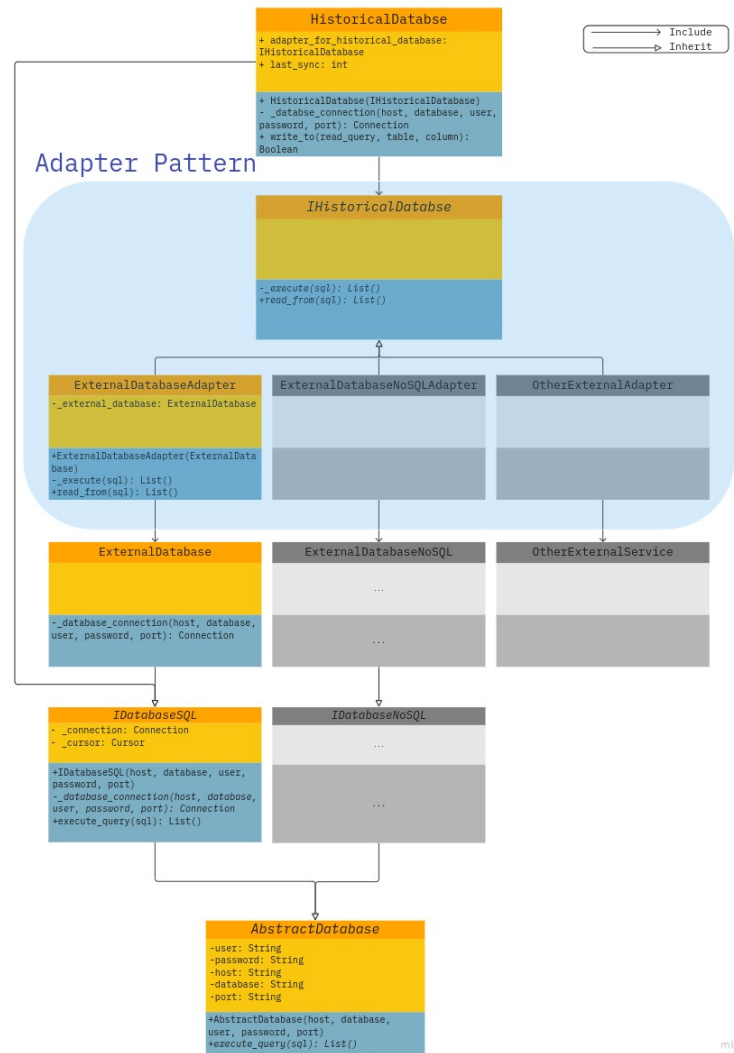 HistoricalDatabse
+ adapter_for_historical_database:
IHistoricalDatabase
+ last_sync: int
+ HistoricalDatabse(IHistoricalDatabase)
- _databse_connection(host, database, user,
password, port): Connection
+ write_to(read_query, table, column):
Boolean
Include
Inherit
Adapter Pattern
IHistoricalDatabse
-_execute(sql): List()
+read_from(sql): List()
ExternalDatabaseAdapter
-_external_database: ExternalDatabase
+ExternalDatabaseAdapter(ExternalData
base)
-_execute(sql): List()
+read_from(sql): List()
ExternalDatabaseNoSQLAdapter
OtherExternalAdapter
ExternalDatabase
-_database_connection(host, database,
user, password, port): Connection
ExternalDatabaseNoSQL
...
...
OtherExternalService
IDatabaseSQL
- _connection: Connection
- _cursor: Cursor
+IDatabaseSQL(host, database, user,
password, port)
-_database_connection(host, database,
user, password, port): Connection
+execute_query(sql): List()
IDatabaseNoSQL
...
...
AbstractDatabase
-user: String
-password: String
-host: String
-database: String
-port: String
+AbstractDatabase(host, database,
user, password, port)
+execute_query(sql): List()
mi